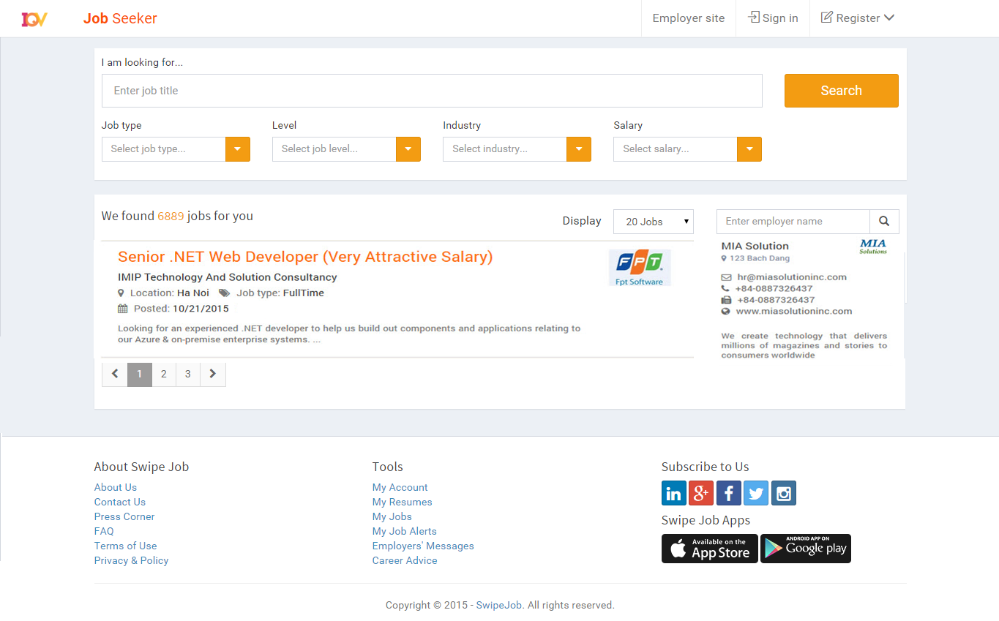 IQV
Job Seeker
Employer site
Sign in
Register
I am looking for...
Enter job title
Search
Job type
Level
Industry
Salary
Select job type...
Select job level...
Select industry...
Select salary...
We found 6889 jobs for you
Display
20 Jobs
Enter employer name
Senior .NET Web Developer (Very Attractive Salary)
IMIP Technology And Solution Consultancy
Location: Ha Noi
Job type: FullTime
Posted: 10/21/2015
Looking for an experienced .NET developer to help us build out components and applications relating to
our Azure & on-premise enterprise systems. ...
FPT.
Fpt Software
MIA Solution
123 Bach Dang
MIA
Solutions
hr@miasolutioninc.com
+84-0887326437
+84-0887326437
www.miasolutioninc.com
We create technology that delivers
millions of magazines and stories to
consumers worldwide
1 2 3
About Swipe Job
About Us
Contact Us
Press Corner
FAQ
Terms of Use
Privacy & Policy
Tools
My Account
My Resumes
My Jobs
My Job Alerts
Employers' Messages
Career Advice
Subscribe to Us
in g+ f
Swipe Job Apps
Available on the
App Store
ANDROID APP ON
Google play
Copyright © 2015 - SwipeJob. All rights reserved.